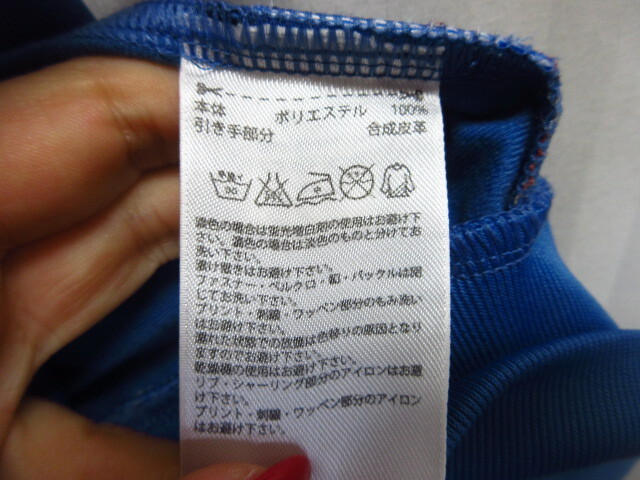 本体 ポリエステル 100%
引き手部分 合成皮革
淡色の場合は蛍光増白剤の使用はお避け下
さい。濃色の場合は淡色のものと分けてお
洗い下さい。
漬け置きはお避け下さい。
ファスナー・ベルクロ・釦・バックルは閉
じてお洗い下さい。
プリント・刺繍・ワッペン部分のもみ洗い
はお避け下さい。
濡れた状態での放置は色移りの原因となり
ますのでお避け下さい。
乾燥機の使用はお避け下さい。
リブ・シャーリング部分のアイロンはお避
け下さい。
プリント・刺繍・ワッペン部分のアイロン
はお避け下さい。